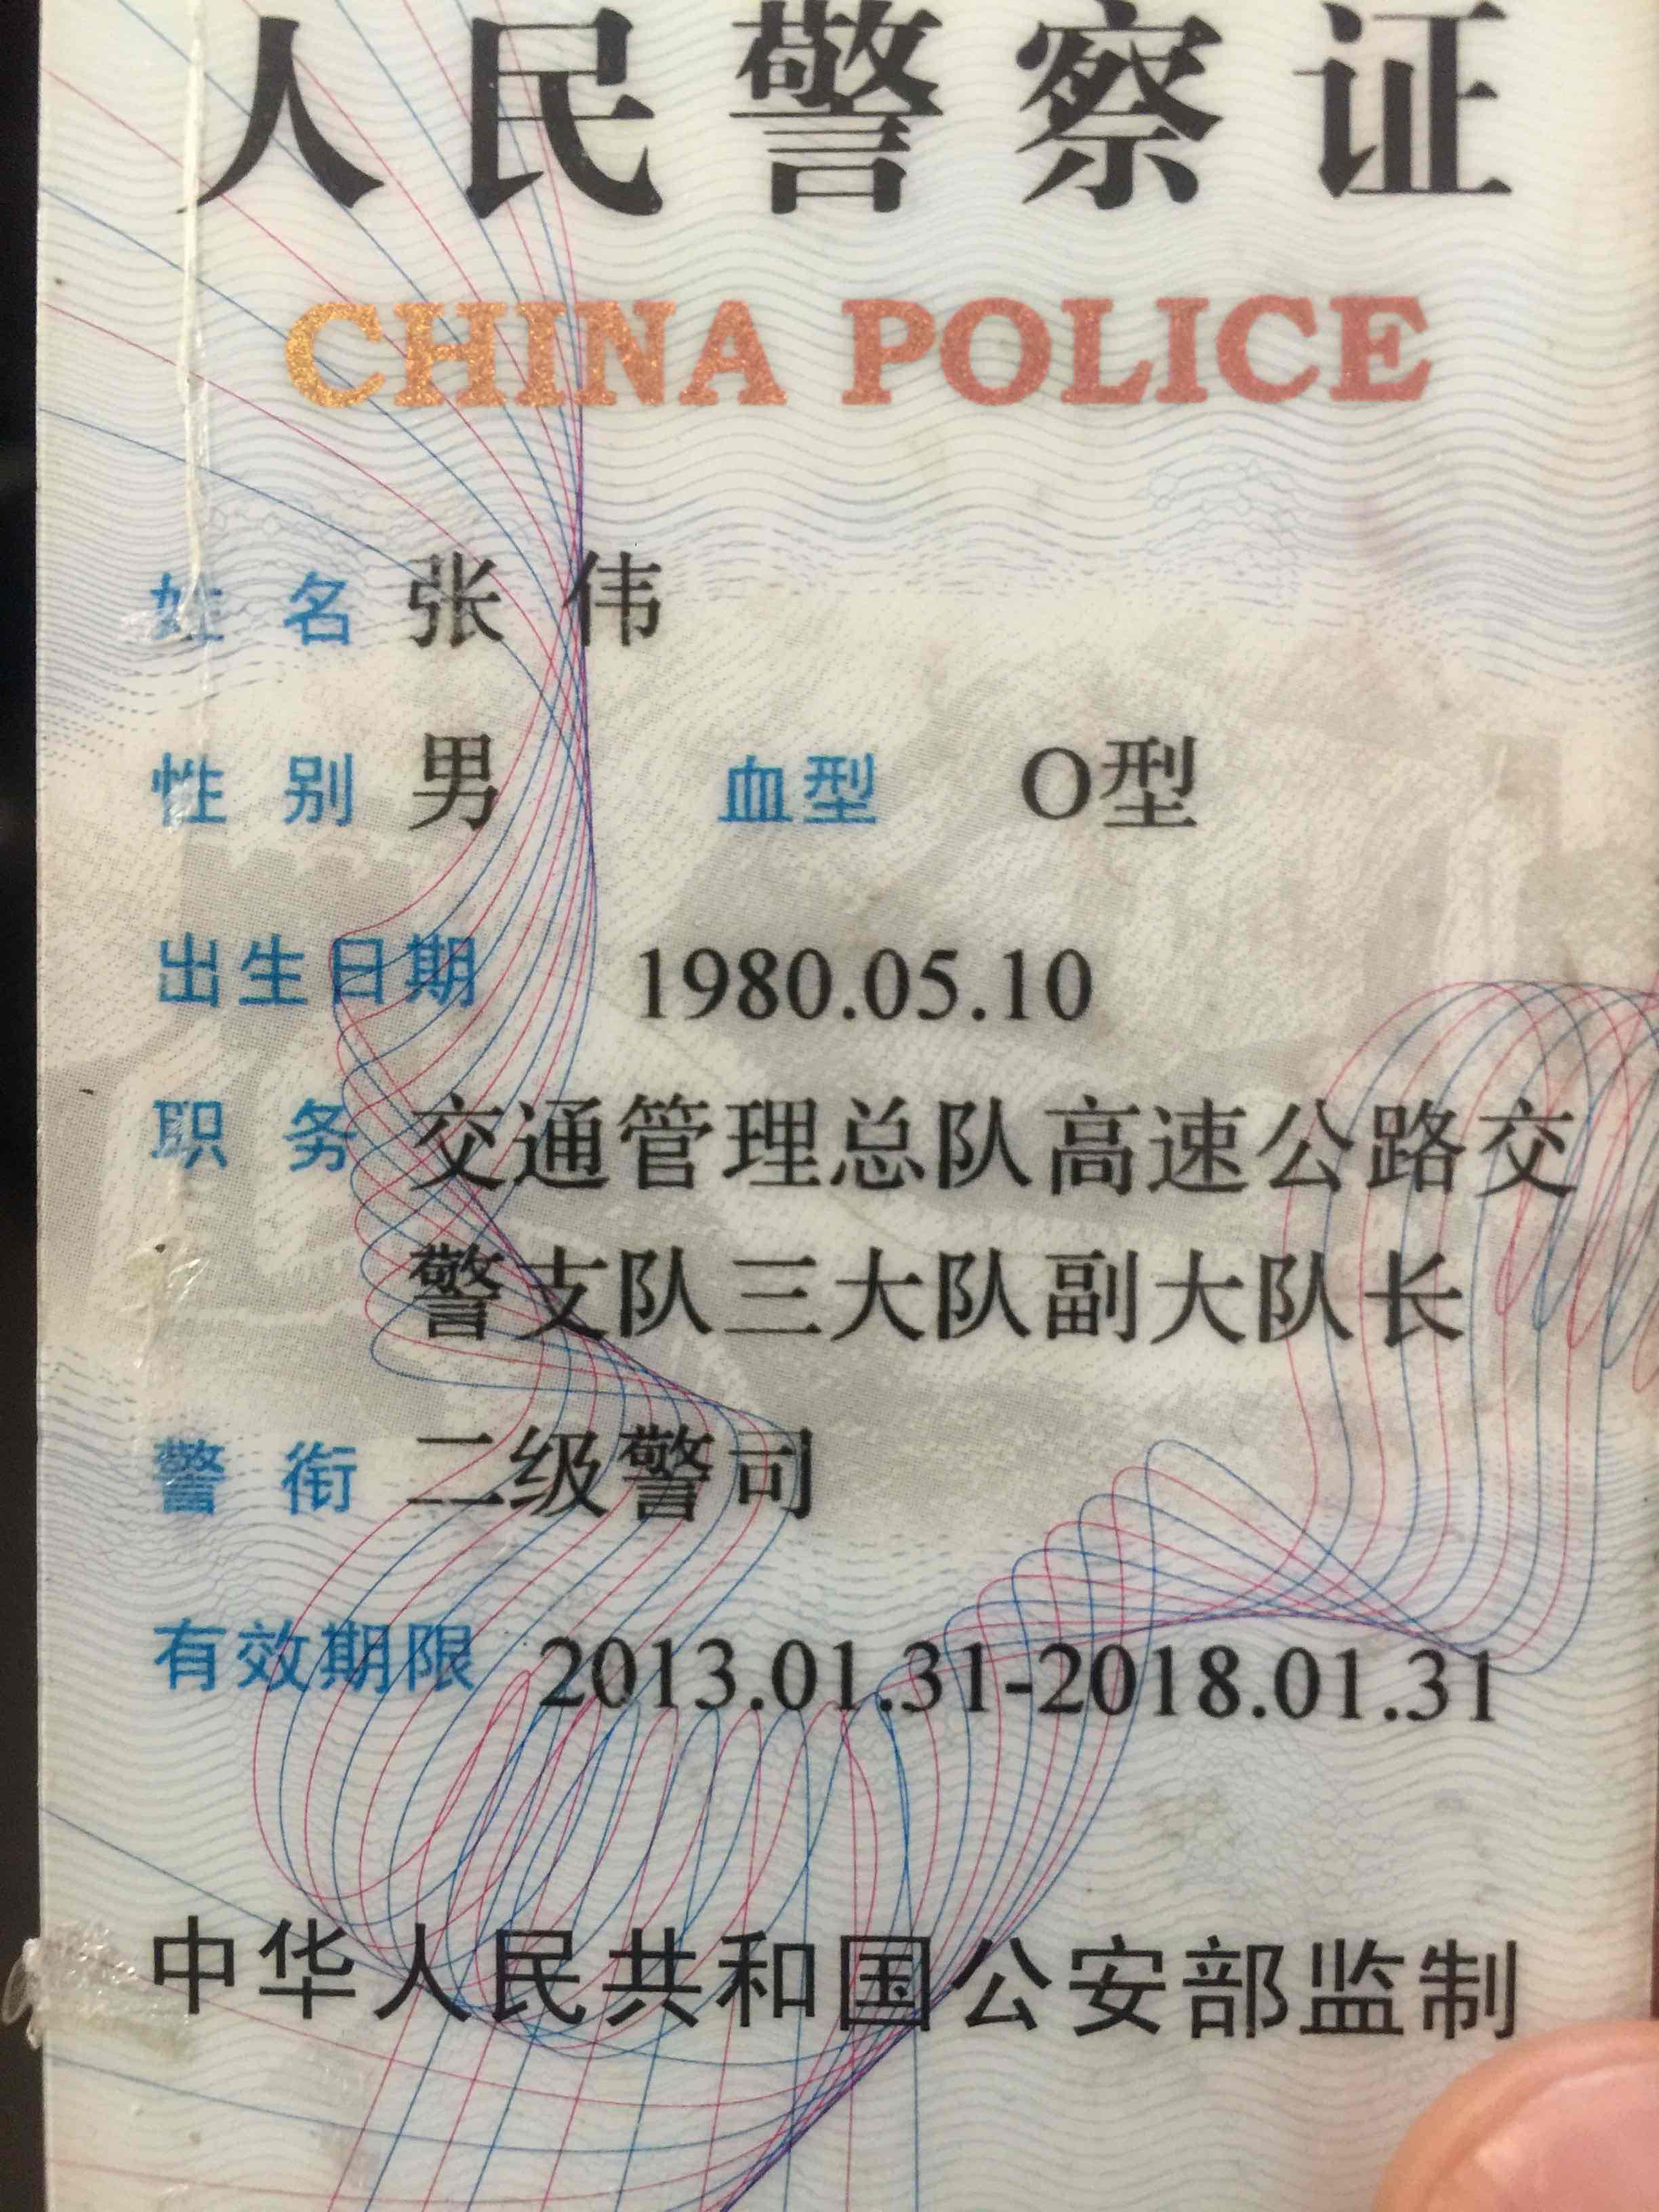 人民警察证
CHINA POLICE
姓 名 张 伟
性 别 男 血型 O型
出生日期 1980.05.10
职 务 交通管理总队高速公路交
警支队三大队副大队长
警 衔 二级警司
有效期限 2013.01.31-2018.01.31
中华人民共和国公安部监制